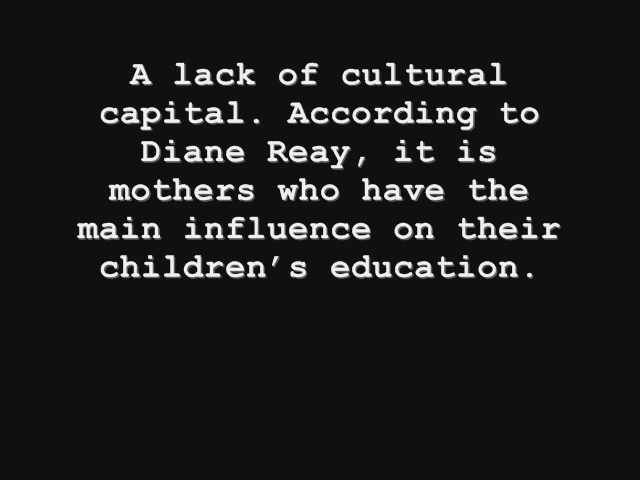 A lack of cultural
capital. According to
Diane Reay, it is
mothers who have the
main influence on their
children’s education.